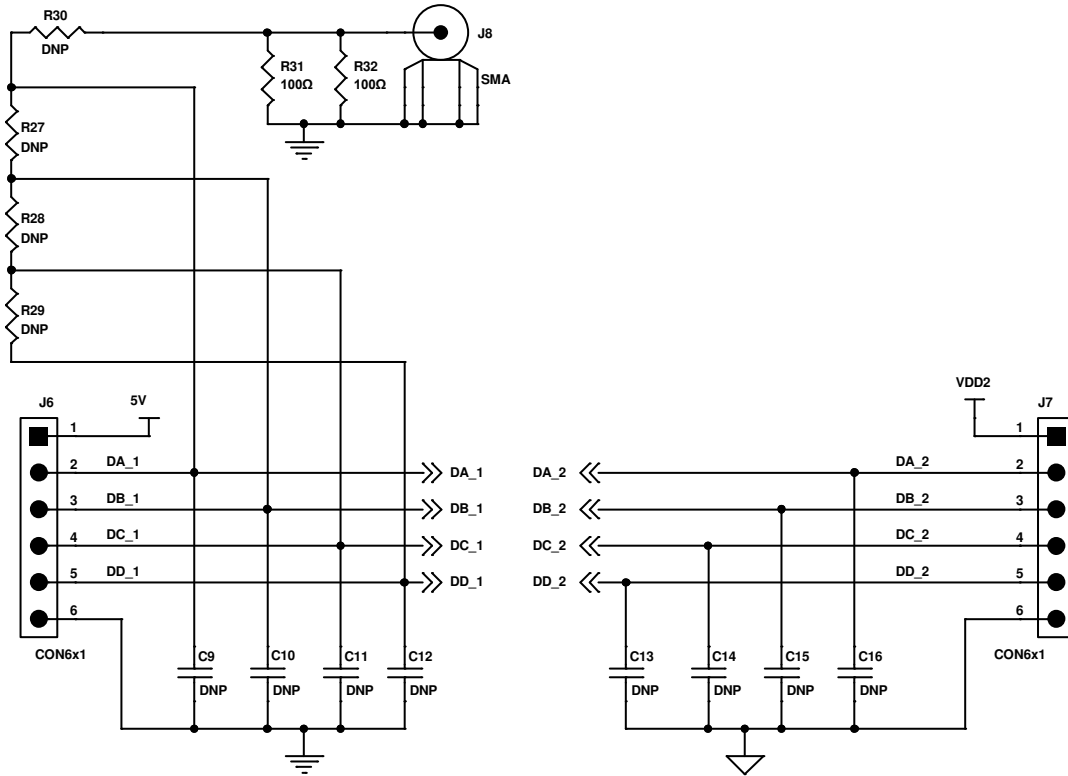 R30
DNP
J8
R31
100Ω
R32
100Ω
SMA
R27
DNP
R28
DNP
R29
DNP
J6
5V
1
2
DA_1
DA_1
3
DB_1
DB_1
4
DC_1
DC_1
5
DD_1
DD_1
6
CON6x1
C9
DNP
C10
DNP
C11
DNP
C12
DNP
VDD2
J7
1
DA_2
DA_2
2
DB_2
DB_2
3
DC_2
DC_2
4
DD_2
DD_2
5
6
CON6x1
C13
DNP
C14
DNP
C15
DNP
C16
DNP